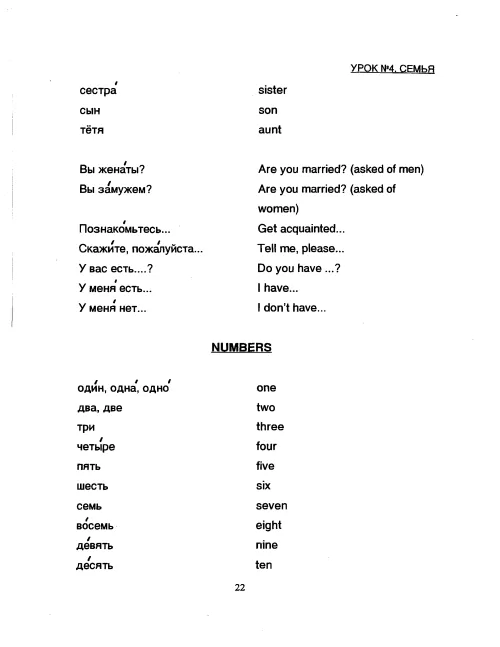 УРОК №4. СЕМЬЯ
сестра́ sister
сын son
тётя aunt
Вы жена́ты? Are you married? (asked of men)
Вы за́мужем? Are you married? (asked of
women)
Познако́мьтесь... Get acquainted...
Скажи́те, пожа́луйста... Tell me, please...
У вас есть....? Do you have ...?
У меня́ есть... I have...
У меня́ нет... I don't have...
NUMBERS
оди́н, одна́, одно́ one
два, две two
три three
четы́ре four
пять five
шесть six
семь seven
во́семь eight
де́вять nine
де́сять ten
22